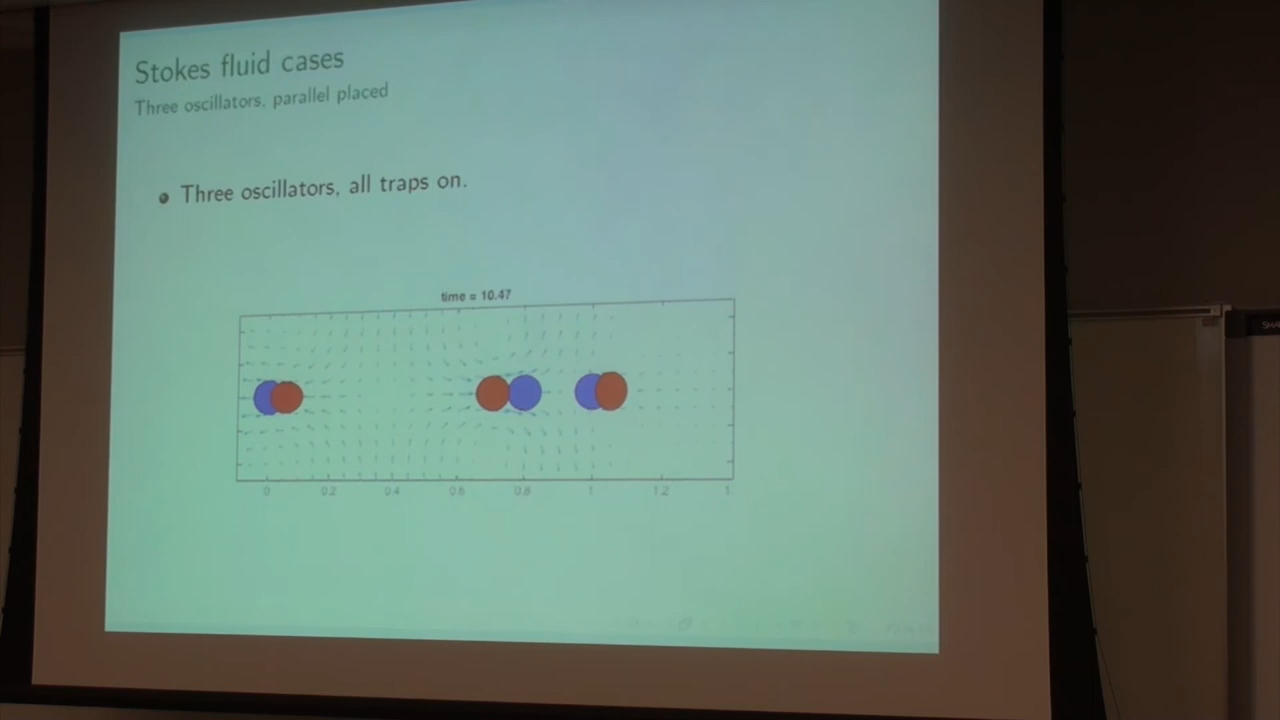 Stokes fluid cases
Three oscillators, parallel placed
Three oscillators, all traps on.
time = 10.47
0 0.2 0.4 0.6 0.8 1 1.2 1.